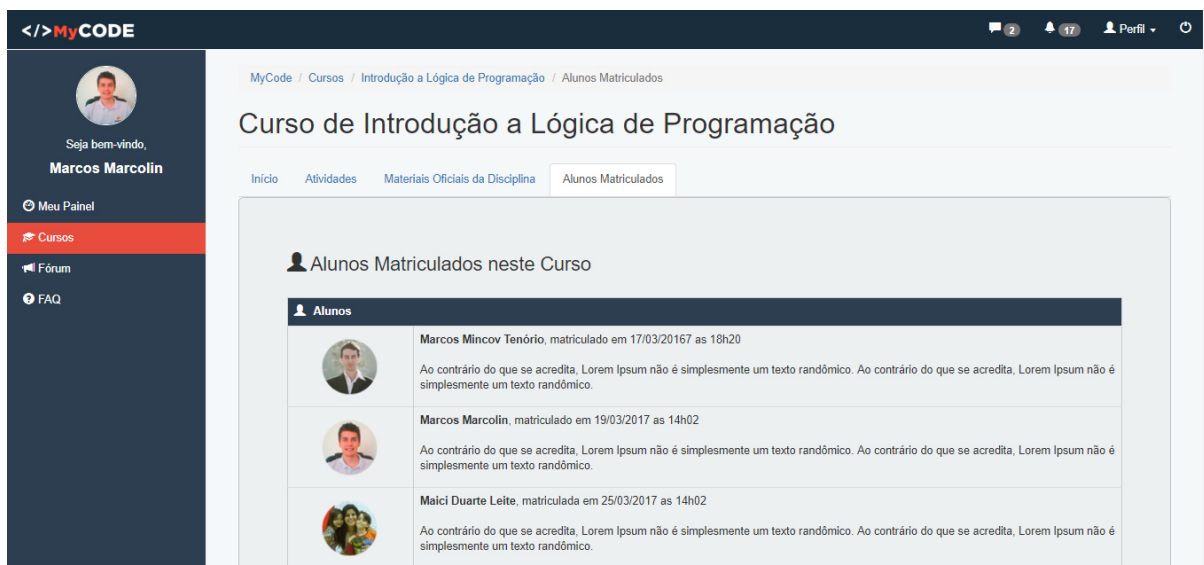 </>MyCODE
2
17
Perfil
Seja bem-vindo,
Marcos Marcolin
Meu Painel
Cursos
Fórum
FAQ
MyCode / Cursos / Introdução a Lógica de Programação / Alunos Matriculados
Curso de Introdução a Lógica de Programação
Início Atividades Materiais Oficiais da Disciplina Alunos Matriculados
Alunos Matriculados neste Curso
Alunos
Marcos Mincov Tenório, matriculado em 17/03/20167 as 18h20
Ao contrário do que se acredita, Lorem Ipsum não é simplesmente um texto randômico. Ao contrário do que se acredita, Lorem Ipsum não é
simplesmente um texto randômico.
Marcos Marcolin, matriculado em 19/03/2017 as 14h02
Ao contrário do que se acredita, Lorem Ipsum não é simplesmente um texto randômico. Ao contrário do que se acredita, Lorem Ipsum não é
simplesmente um texto randômico.
Maici Duarte Leite, matriculada em 25/03/2017 as 14h02
Ao contrário do que se acredita, Lorem Ipsum não é simplesmente um texto randômico. Ao contrário do que se acredita, Lorem Ipsum não é
simplesmente um texto randômico.